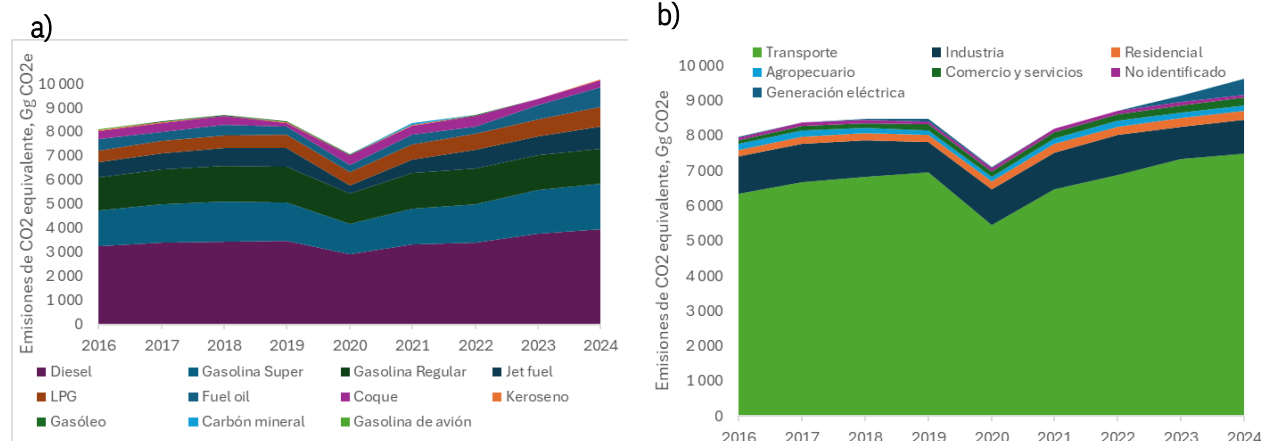 a)
Emisiones de CO2 equivalente, Gg CO2e
10 000
9 000
8 000
7 000
6 000
5 000
4 000
3 000
2 000
1 000
0
2016 2017 2018 2019 2020 2021 2022 2023 2024
Diesel Gasolina Super Gasolina Regular Jet fuel
LPG Fuel oil Coque Keroseno
Gasóleo Carbón mineral Gasolina de avión
b)
Transporte Industria Residencial
Agropecuario Comercio y servicios No identificado
Generación eléctrica
Emisiones de CO2 equivalente, Gg CO2e
10 000
9 000
8 000
7 000
6 000
5 000
4 000
3 000
2 000
1 000
0
2016 2017 2018 2019 2020 2021 2022 2023 2024